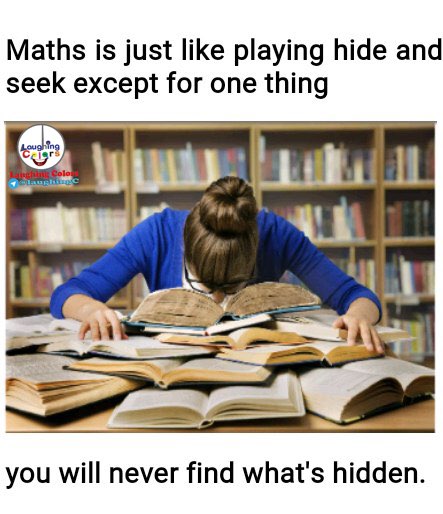 Maths is just like playing hide and
seek except for one thing
Laughing
Colors
Laughing Colors
you will never find what's hidden.